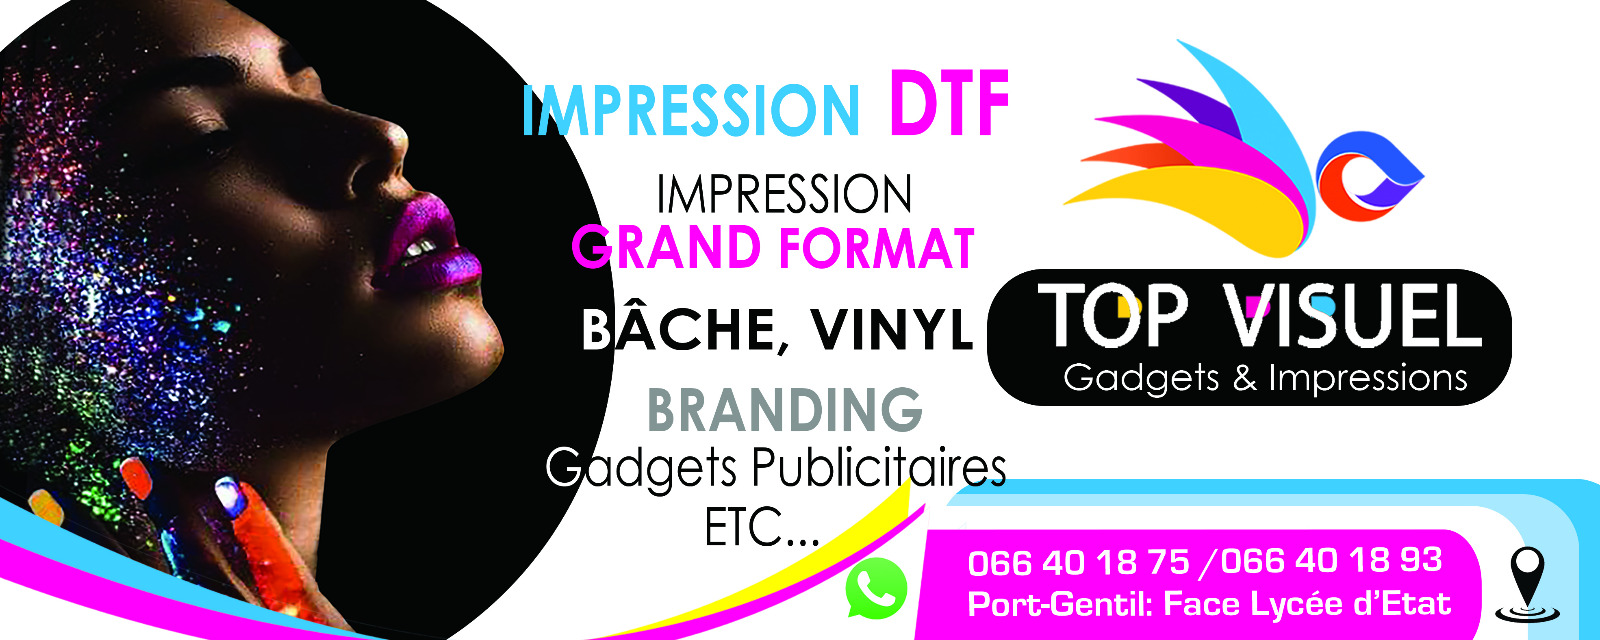 IMPRESSION DTF
IMPRESSION
GRAND FORMAT
BÂCHE, VINYL
BRANDING
Gadgets Publicitaires
ETC...
TOP VISUEL
Gadgets & Impressions
066 40 18 75 /066 40 18 93
Port-Gentil: Face Lycée d'Etat